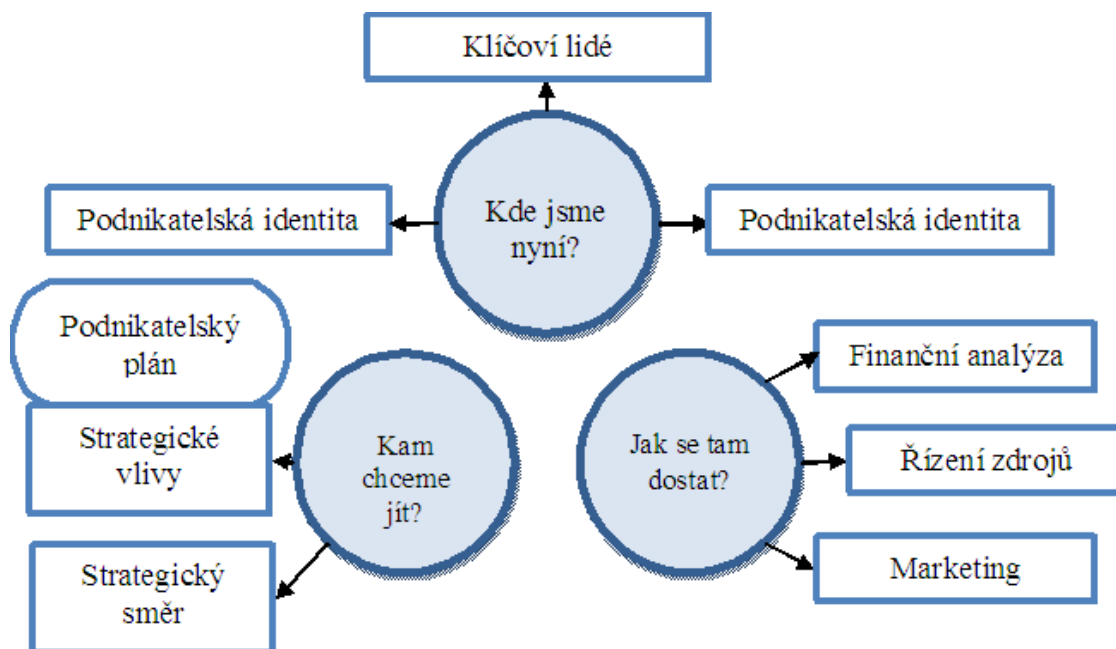 Klíčoví lidé
Kde jsme
nyní?
Podnikatelská identita
Podnikatelská identita
Podnikatelský
plán
Strategické
vlivy
Strategický
směr
Kam
chceme
jít?
Jak se tam
dostat?
Finanční analýza
Řízení zdrojů
Marketing